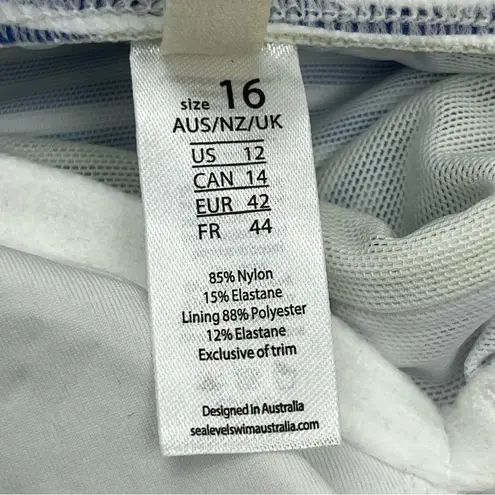 size 16
AUS/NZ/UK
US 12
CAN 14
EUR 42
FR 44
85% Nylon
15% Elastane
Lining 88% Polyester
12% Elastane
Exclusive of trim
Designed in Australia
sealevelswimaustralia.com